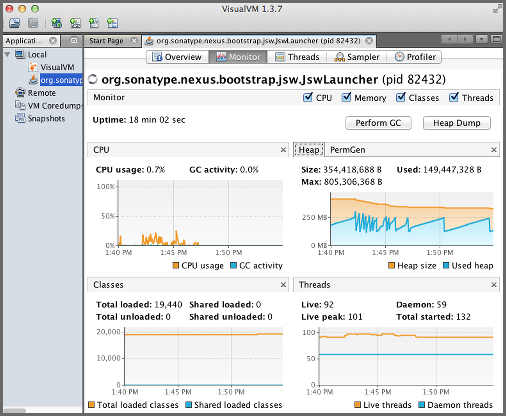 VisualVM 1.3.7
Applicati...
Start Page
org.sonatype.nexus.bootstrap.jsw.JswLauncher (pid 82432)
Local
VisualVM
org.sonatype
Remote
VM Coredumps
Snapshots
Overview
Monitor
Threads
Sampler
Profiler
org.sonatype.nexus.bootstrap.jsw.JswLauncher (pid 82432)
Monitor
CPU
Memory
Classes
Threads
Uptime: 18 min 02 sec
Perform GC
Heap Dump
CPU
CPU usage: 0.7% GC activity: 0.0%
100%
50%
0%
1:40 PM 1:45 PM 1:50 PM
CPU usage GC activity
Heap PermGen
Size: 354,418,688 B Used: 149,447,328 B
Max: 805,306,368 B
250 MB
0 MB
1:40 PM 1:45 PM 1:50 PM
Heap size Used heap
Classes
Total loaded: 19,440 Shared loaded: 0
Total unloaded: 0 Shared unloaded: 0
20,000
10,000
0
1:40 PM 1:45 PM 1:50 PM
Total loaded classes Shared loaded classes
Threads
Live: 92 Daemon: 59
Live peak: 101 Total started: 132
100
50
0
1:40 PM 1:45 PM 1:50 PM
Live threads Daemon threads